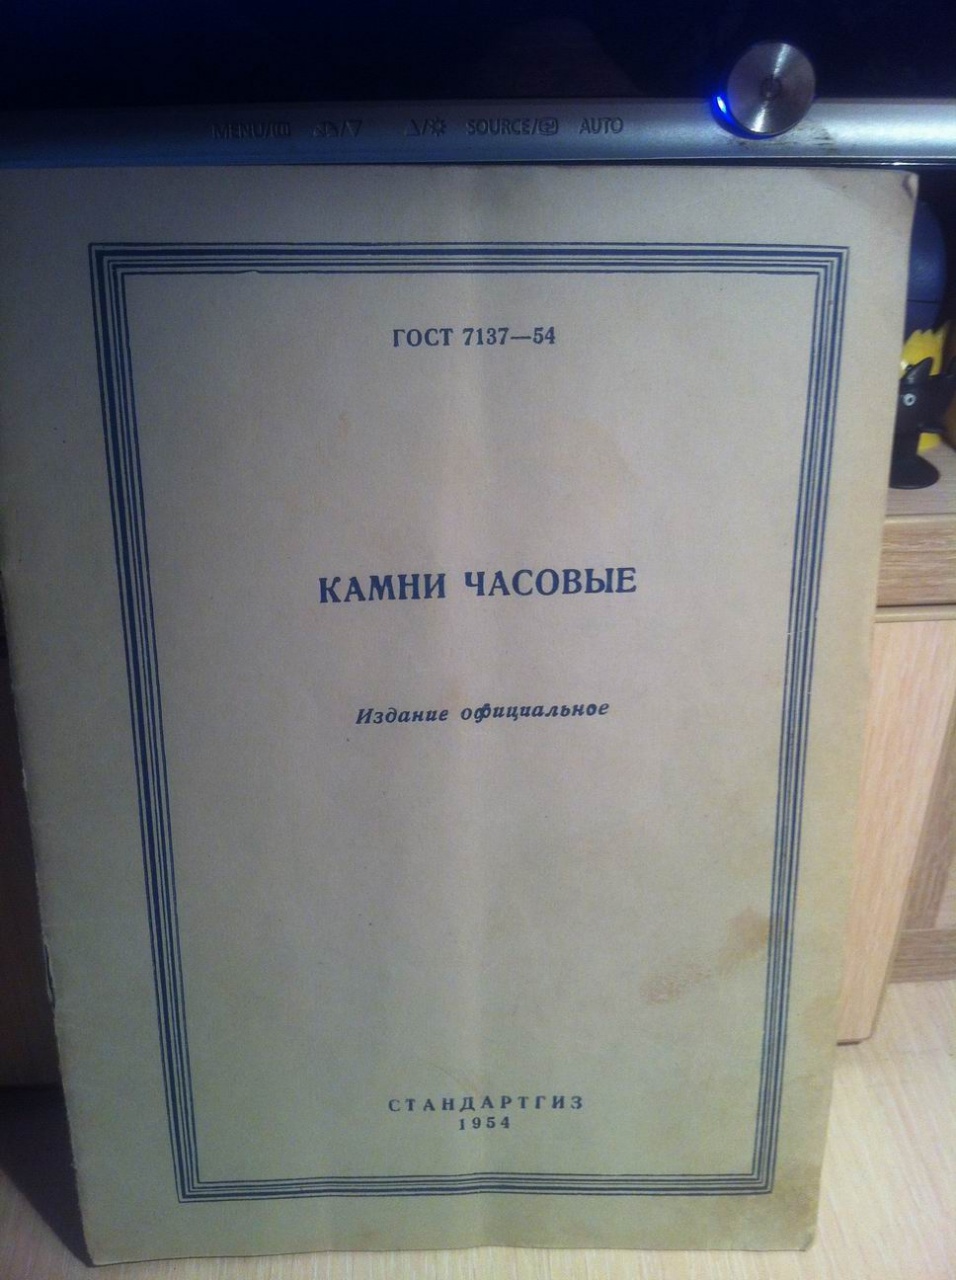 MENU/
SOURCE/
AUTO
ГОСТ 7137—54
КАМНИ ЧАСОВЫЕ
Издание официальное
СТАНДАРТГИЗ
1954